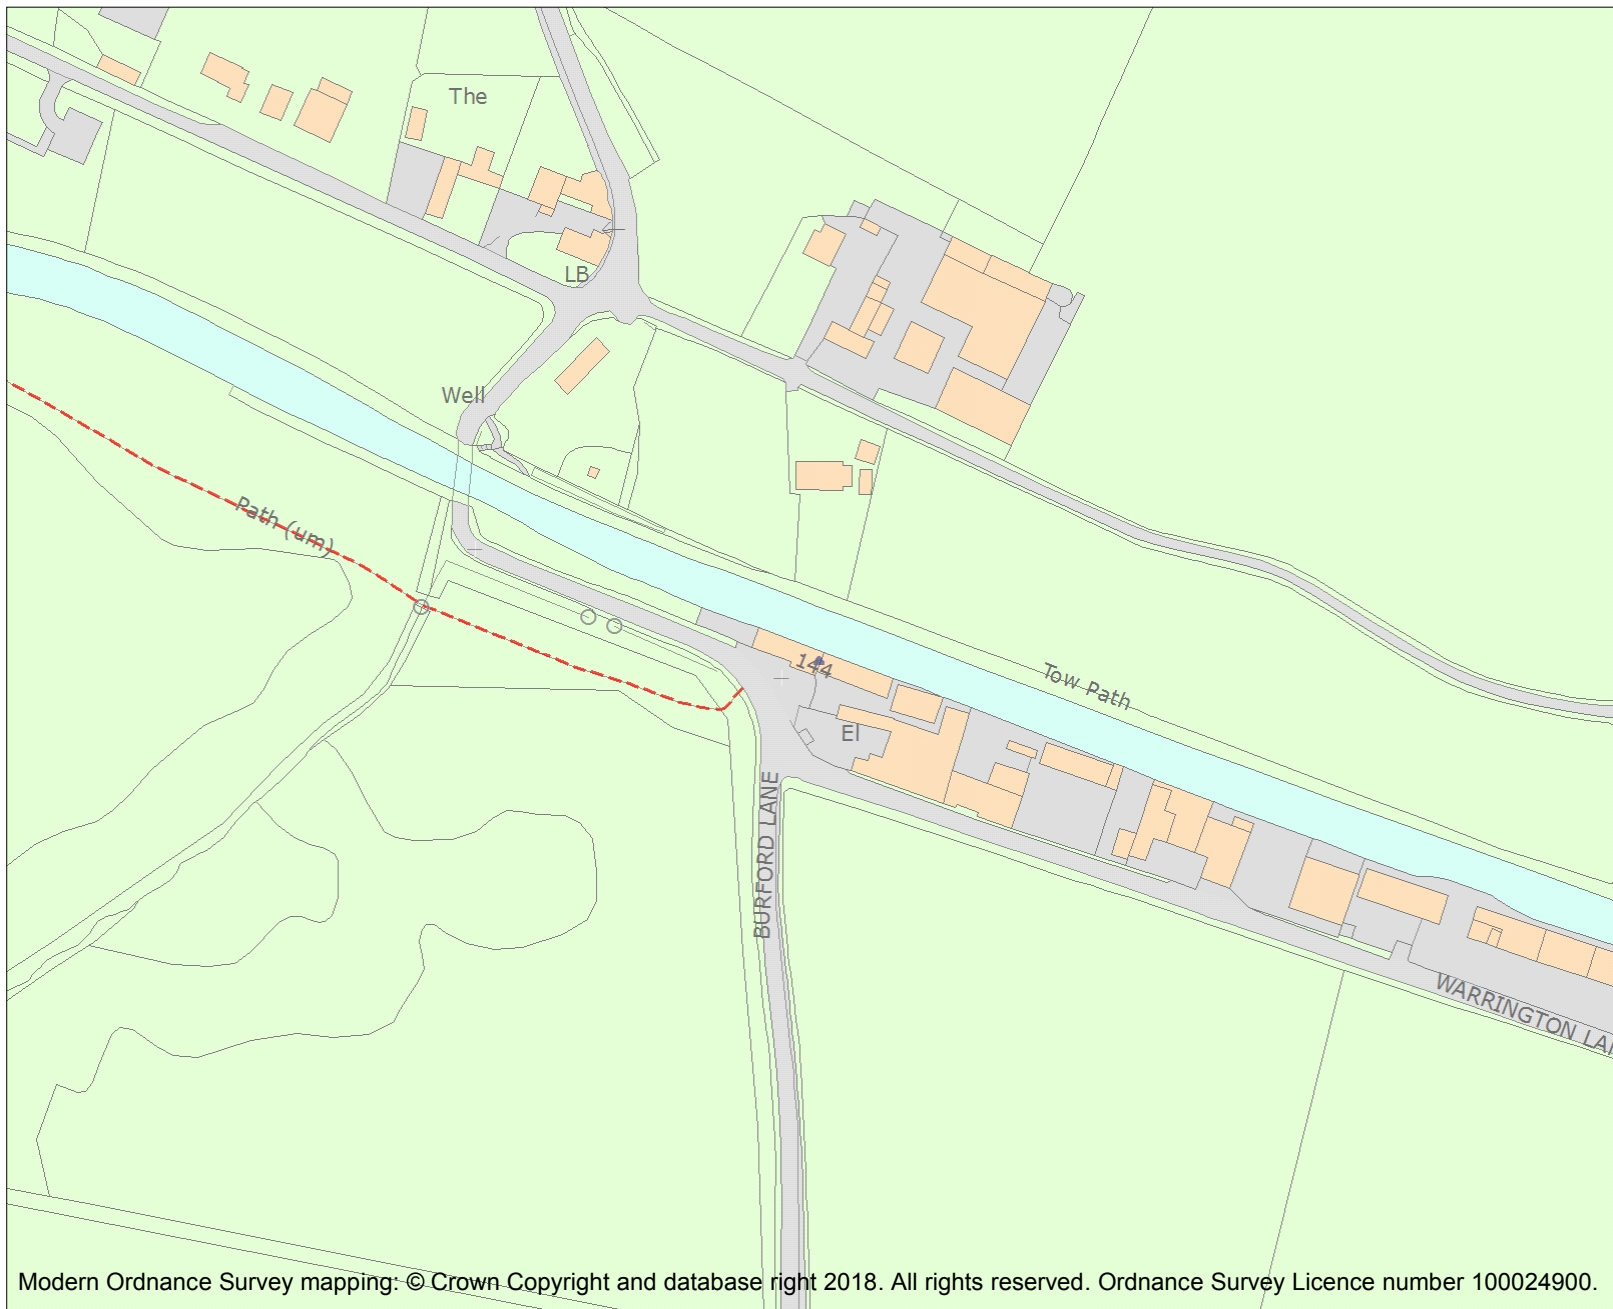 The
LB
Well
Path (um)
144
Tow Path
El
BURFORD LANE
WARRINGTON LA
Modern Ordnance Survey mapping: © Crown Copyright and database right 2018. All rights reserved. Ordnance Survey Licence number 100024900.